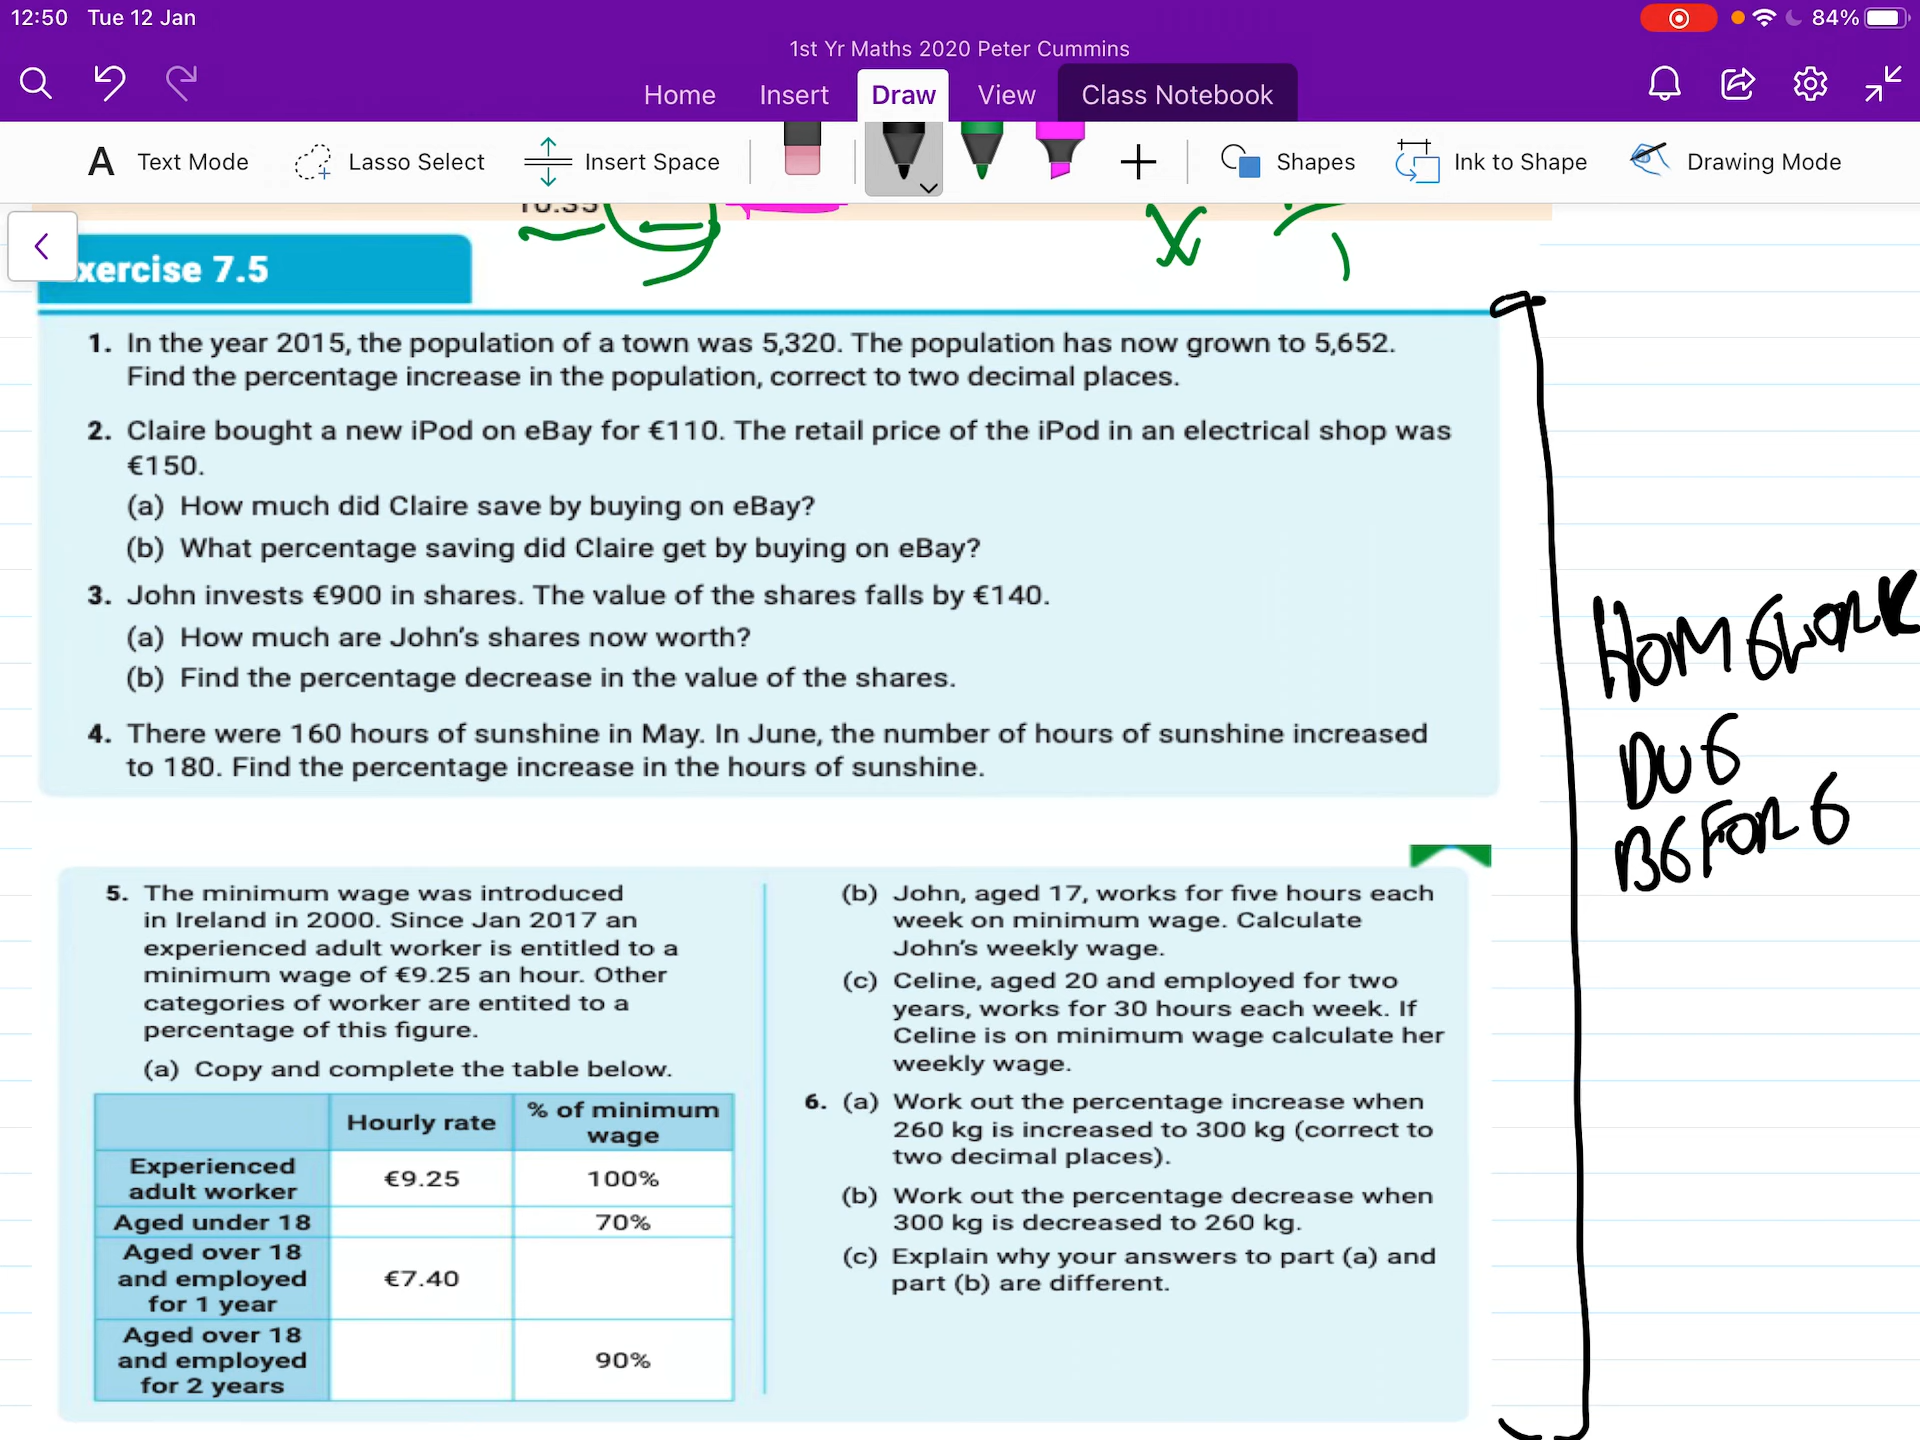 12:50 Tue 12 Jan
84%
1st Yr Maths 2020 Peter Cummins
Home Insert Draw View Class Notebook
A Text Mode Lasso Select Insert Space Shapes Ink to Shape Drawing Mode
10.35
x
xercise 7.5
1. In the year 2015, the population of a town was 5,320. The population has now grown to 5,652.
Find the percentage increase in the population, correct to two decimal places.
2. Claire bought a new iPod on eBay for €110. The retail price of the iPod in an electrical shop was
€150.
(a) How much did Claire save by buying on eBay?
(b) What percentage saving did Claire get by buying on eBay?
3. John invests €900 in shares. The value of the shares falls by €140.
(a) How much are John's shares now worth?
(b) Find the percentage decrease in the value of the shares.
4. There were 160 hours of sunshine in May. In June, the number of hours of sunshine increased
to 180. Find the percentage increase in the hours of sunshine.
HOMEWORK
DUE
BEFORE
5. The minimum wage was introduced
in Ireland in 2000. Since Jan 2017 an
experienced adult worker is entitled to a
minimum wage of €9.25 an hour. Other
categories of worker are entited to a
percentage of this figure.
(a) Copy and complete the table below.
Hourly rate
% of minimum
wage
Experienced
adult worker
€9.25
100%
Aged under 18
70%
Aged over 18
and employed
for 1 year
€7.40
Aged over 18
and employed
for 2 years
90%
(b) John, aged 17, works for five hours each
week on minimum wage. Calculate
John's weekly wage.
(c) Celine, aged 20 and employed for two
years, works for 30 hours each week. If
Celine is on minimum wage calculate her
weekly wage.
6. (a) Work out the percentage increase when
260 kg is increased to 300 kg (correct to
two decimal places).
(b) Work out the percentage decrease when
300 kg is decreased to 260 kg.
(c) Explain why your answers to part (a) and
part (b) are different.